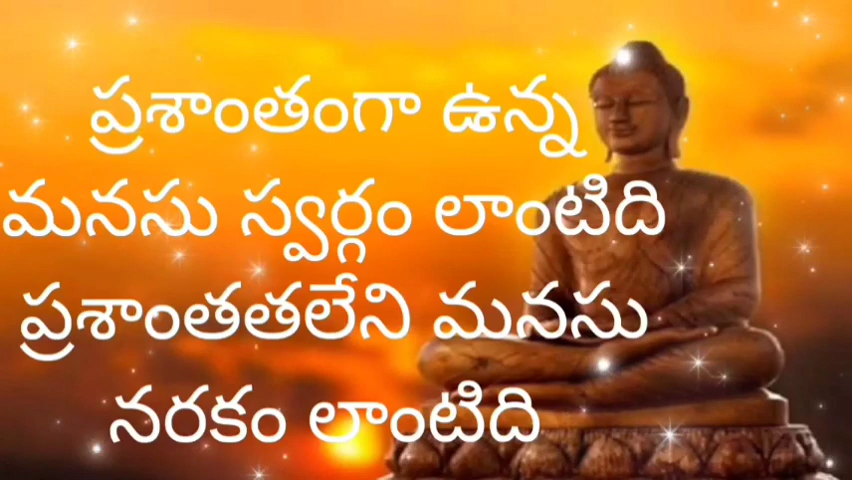 ప్రశాంతంగా ఉన్న
మనసు స్వర్గం లాంటిది
ప్రశాంతతలేని మనసు
నరకం లాంటిది